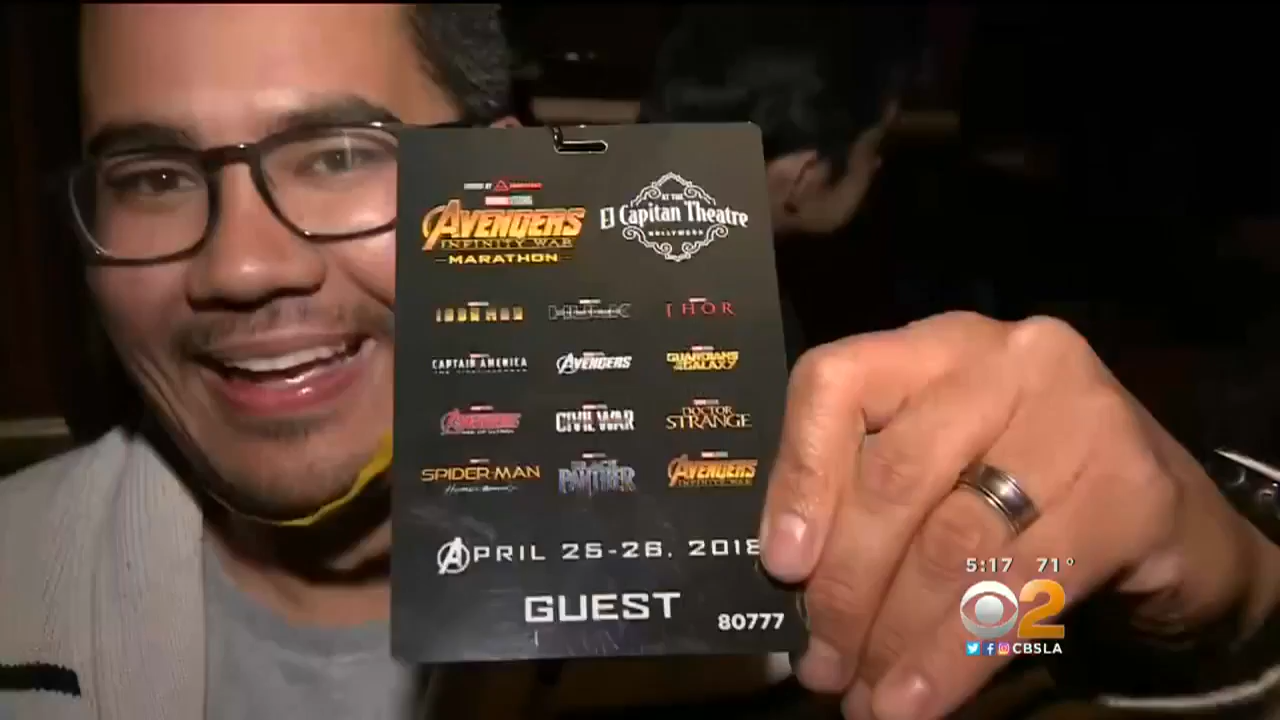 AVENGERS
INFINITY WAR
MARATHON
AT THE
El Capitan Theatre
HOLLYWOOD
IRON MAN
HULK
THOR
CAPTAIN AMERICA
AVENGERS
GUARDIANS
OF THE
GALAXY
AVENGERS
CIVIL WAR
DOCTOR
STRANGE
SPIDER-MAN
BLACK
PANTHER
AVENGERS
INFINITY WAR
APRIL 25-26, 2018
GUEST
80777
5:17 71°
2
CBSLA